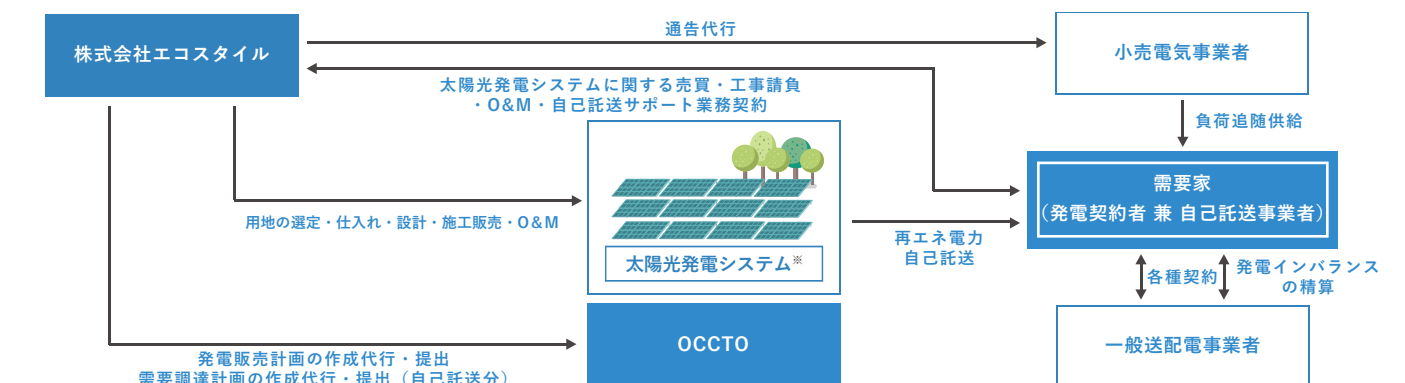 株式会社エコスタイル
通告代行
小売電気事業者
太陽光発電システムに関する売買・工事請負
・O&M・自己託送サポート業務契約
負荷追随供給
需要家
（発電契約者 兼 自己託送事業者）
用地の選定・仕入れ・設計・施工販売・O&M
太陽光発電システム※
再エネ電力
自己託送
各種契約
発電インバランス
の精算
OCCTO
一般送配電事業者
発電販売計画の作成代行・提出
需要調達計画の作成代行・提出（自己託送分）